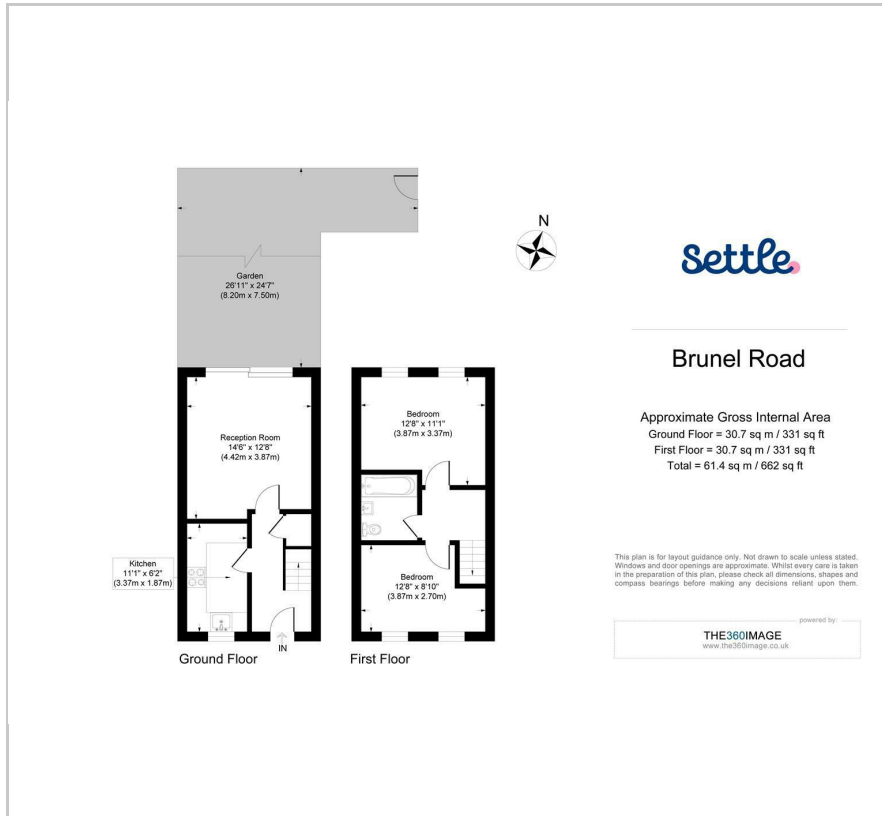 N
Garden
26'11" x 24'7"
(8.20m x 7.50m)
Reception Room
14'6" x 12'8"
(4.42m x 3.87m)
Kitchen
11'1" x 6'2"
(3.37m x 1.87m)
IN
Ground Floor
Bedroom
12'8" x 11'1"
(3.87m x 3.37m)
Bedroom
12'8" x 8'10"
(3.87m x 2.70m)
First Floor
Settle
Brunel Road
Approximate Gross Internal Area
Ground Floor = 30.7 sq m / 331 sq ft
First Floor = 30.7 sq m / 331 sq ft
Total = 61.4 sq m / 662 sq ft
This plan is for layout guidance only. Not drawn to scale unless stated.
Windows and door openings are approximate. Whilst every care is taken
in the preparation of this plan, please check all dimensions, shapes and
compass bearings before making any decisions reliant upon them.
powered by:
THE360IMAGE
www.the360image.co.uk